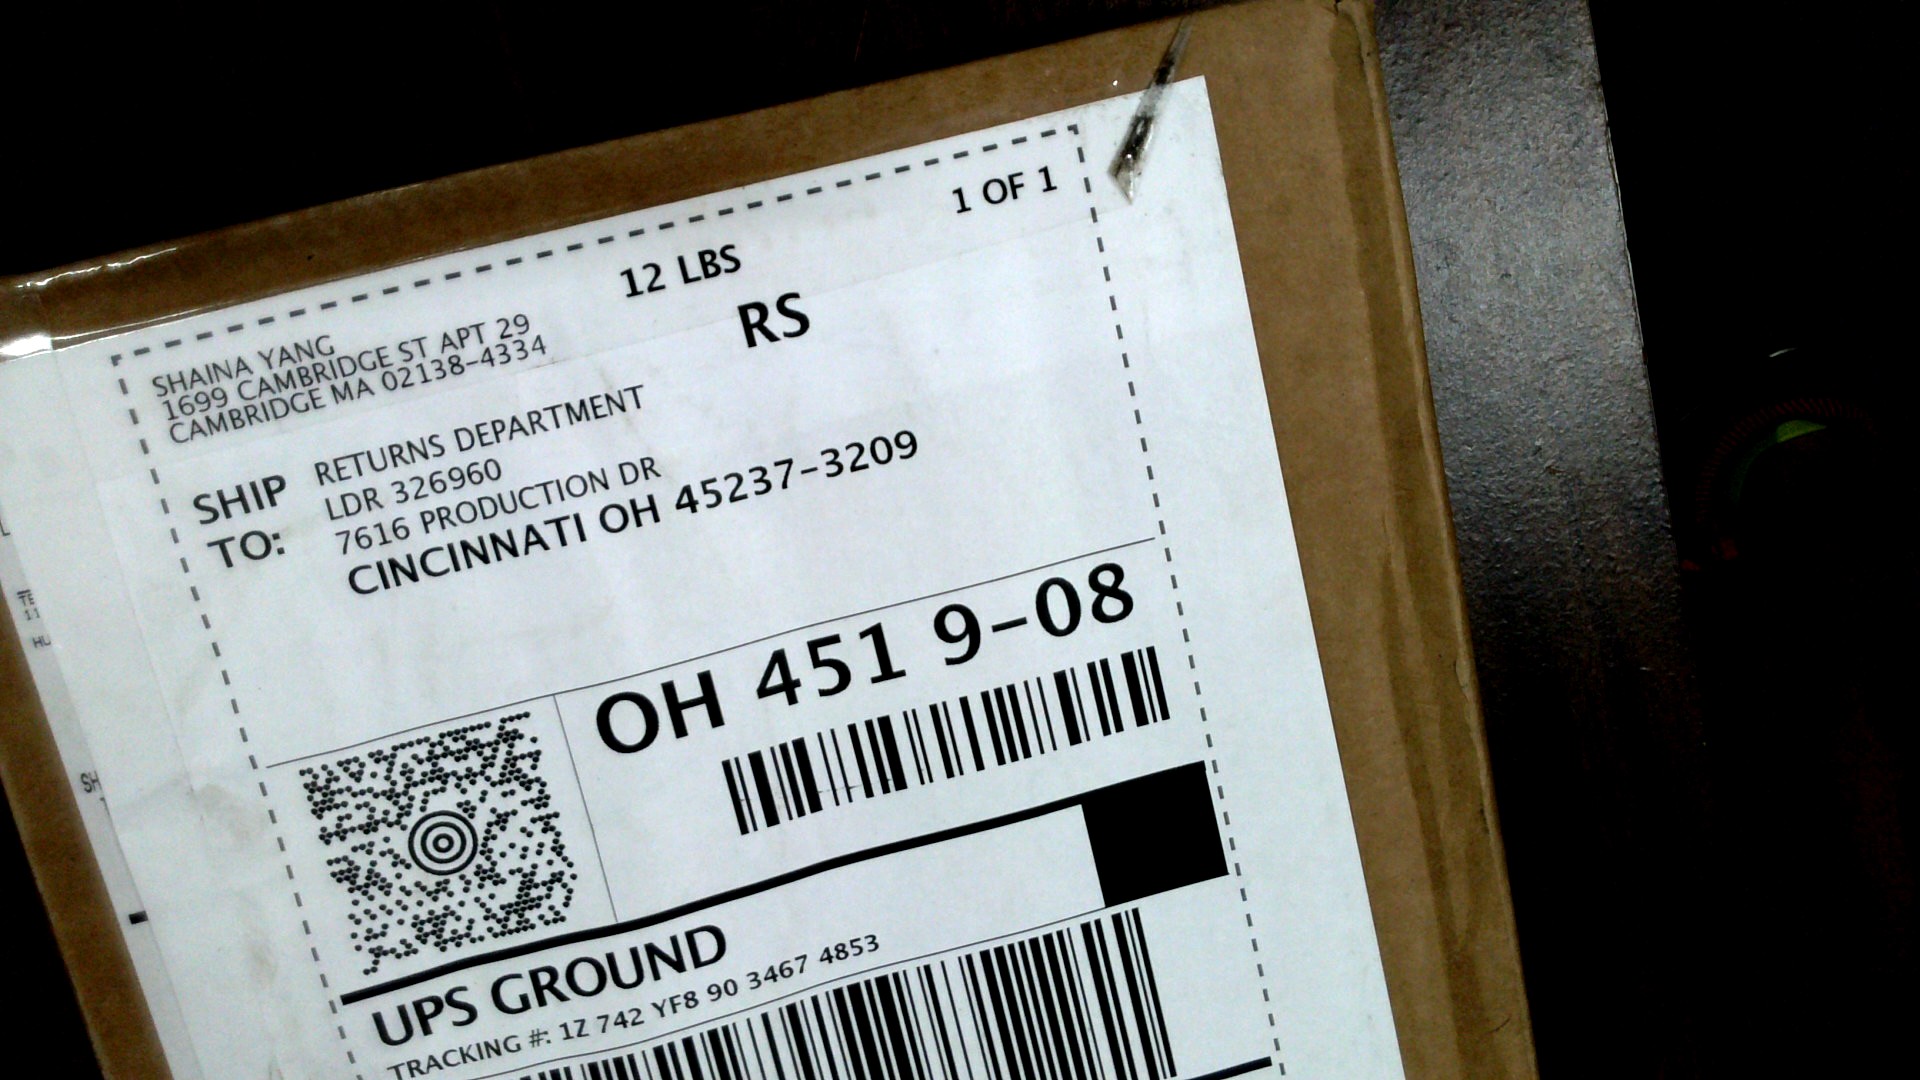 1 OF 1
12 LBS
RS
SHAINA YANG
1699 CAMBRIDGE ST APT 29
CAMBRIDGE MA 02138-4334
SHIP TO:
RETURNS DEPARTMENT
LDR 326960
7616 PRODUCTION DR
CINCINNATI OH 45237-3209
OH 451 9-08
UPS GROUND
TRACKING #: 1Z 742 YF8 90 3467 4853